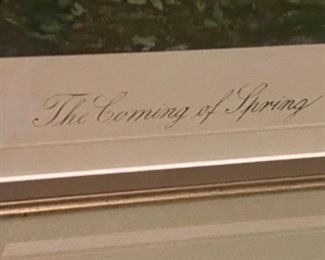 The Coming of Spring